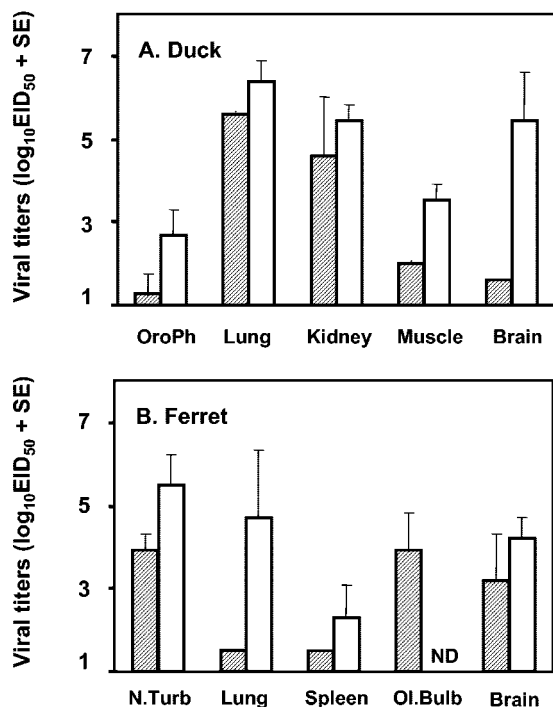 A. Duck
Viral titers (log10EID50 + SE)
7
5
3
1
OroPh Lung Kidney Muscle Brain
B. Ferret
Viral titers (log10EID50 + SE)
7
5
3
1
ND
N.Turb Lung Spleen Ol.Bulb Brain